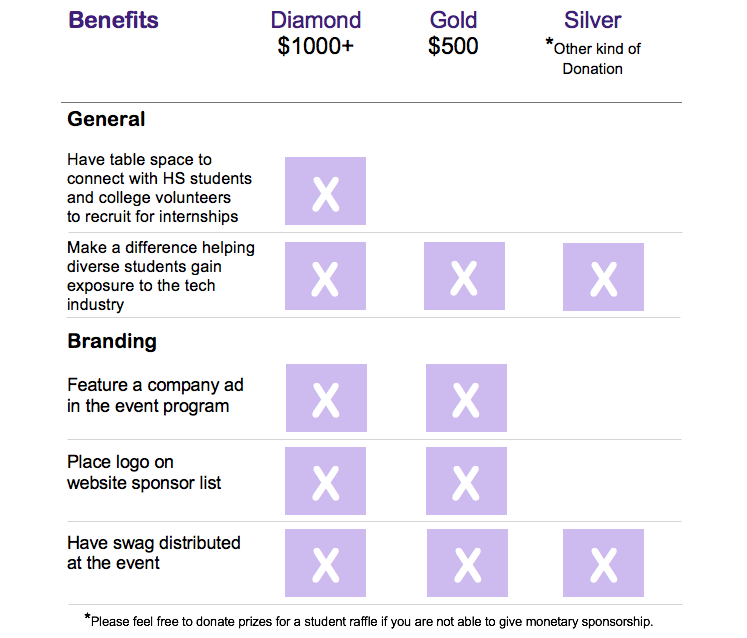 Benefits Diamond Gold Silver
$1000+ $500 *Other kind of
Donation
General
Have table space to
connect with HS students
and college volunteers
to recruit for internships
X
Make a difference helping
diverse students gain
exposure to the tech
industry
X X X
Branding
Feature a company ad
in the event program
X X
Place logo on
website sponsor list
X X
Have swag distributed
at the event
X X X
*Please feel free to donate prizes for a student raffle if you are not able to give monetary sponsorship.